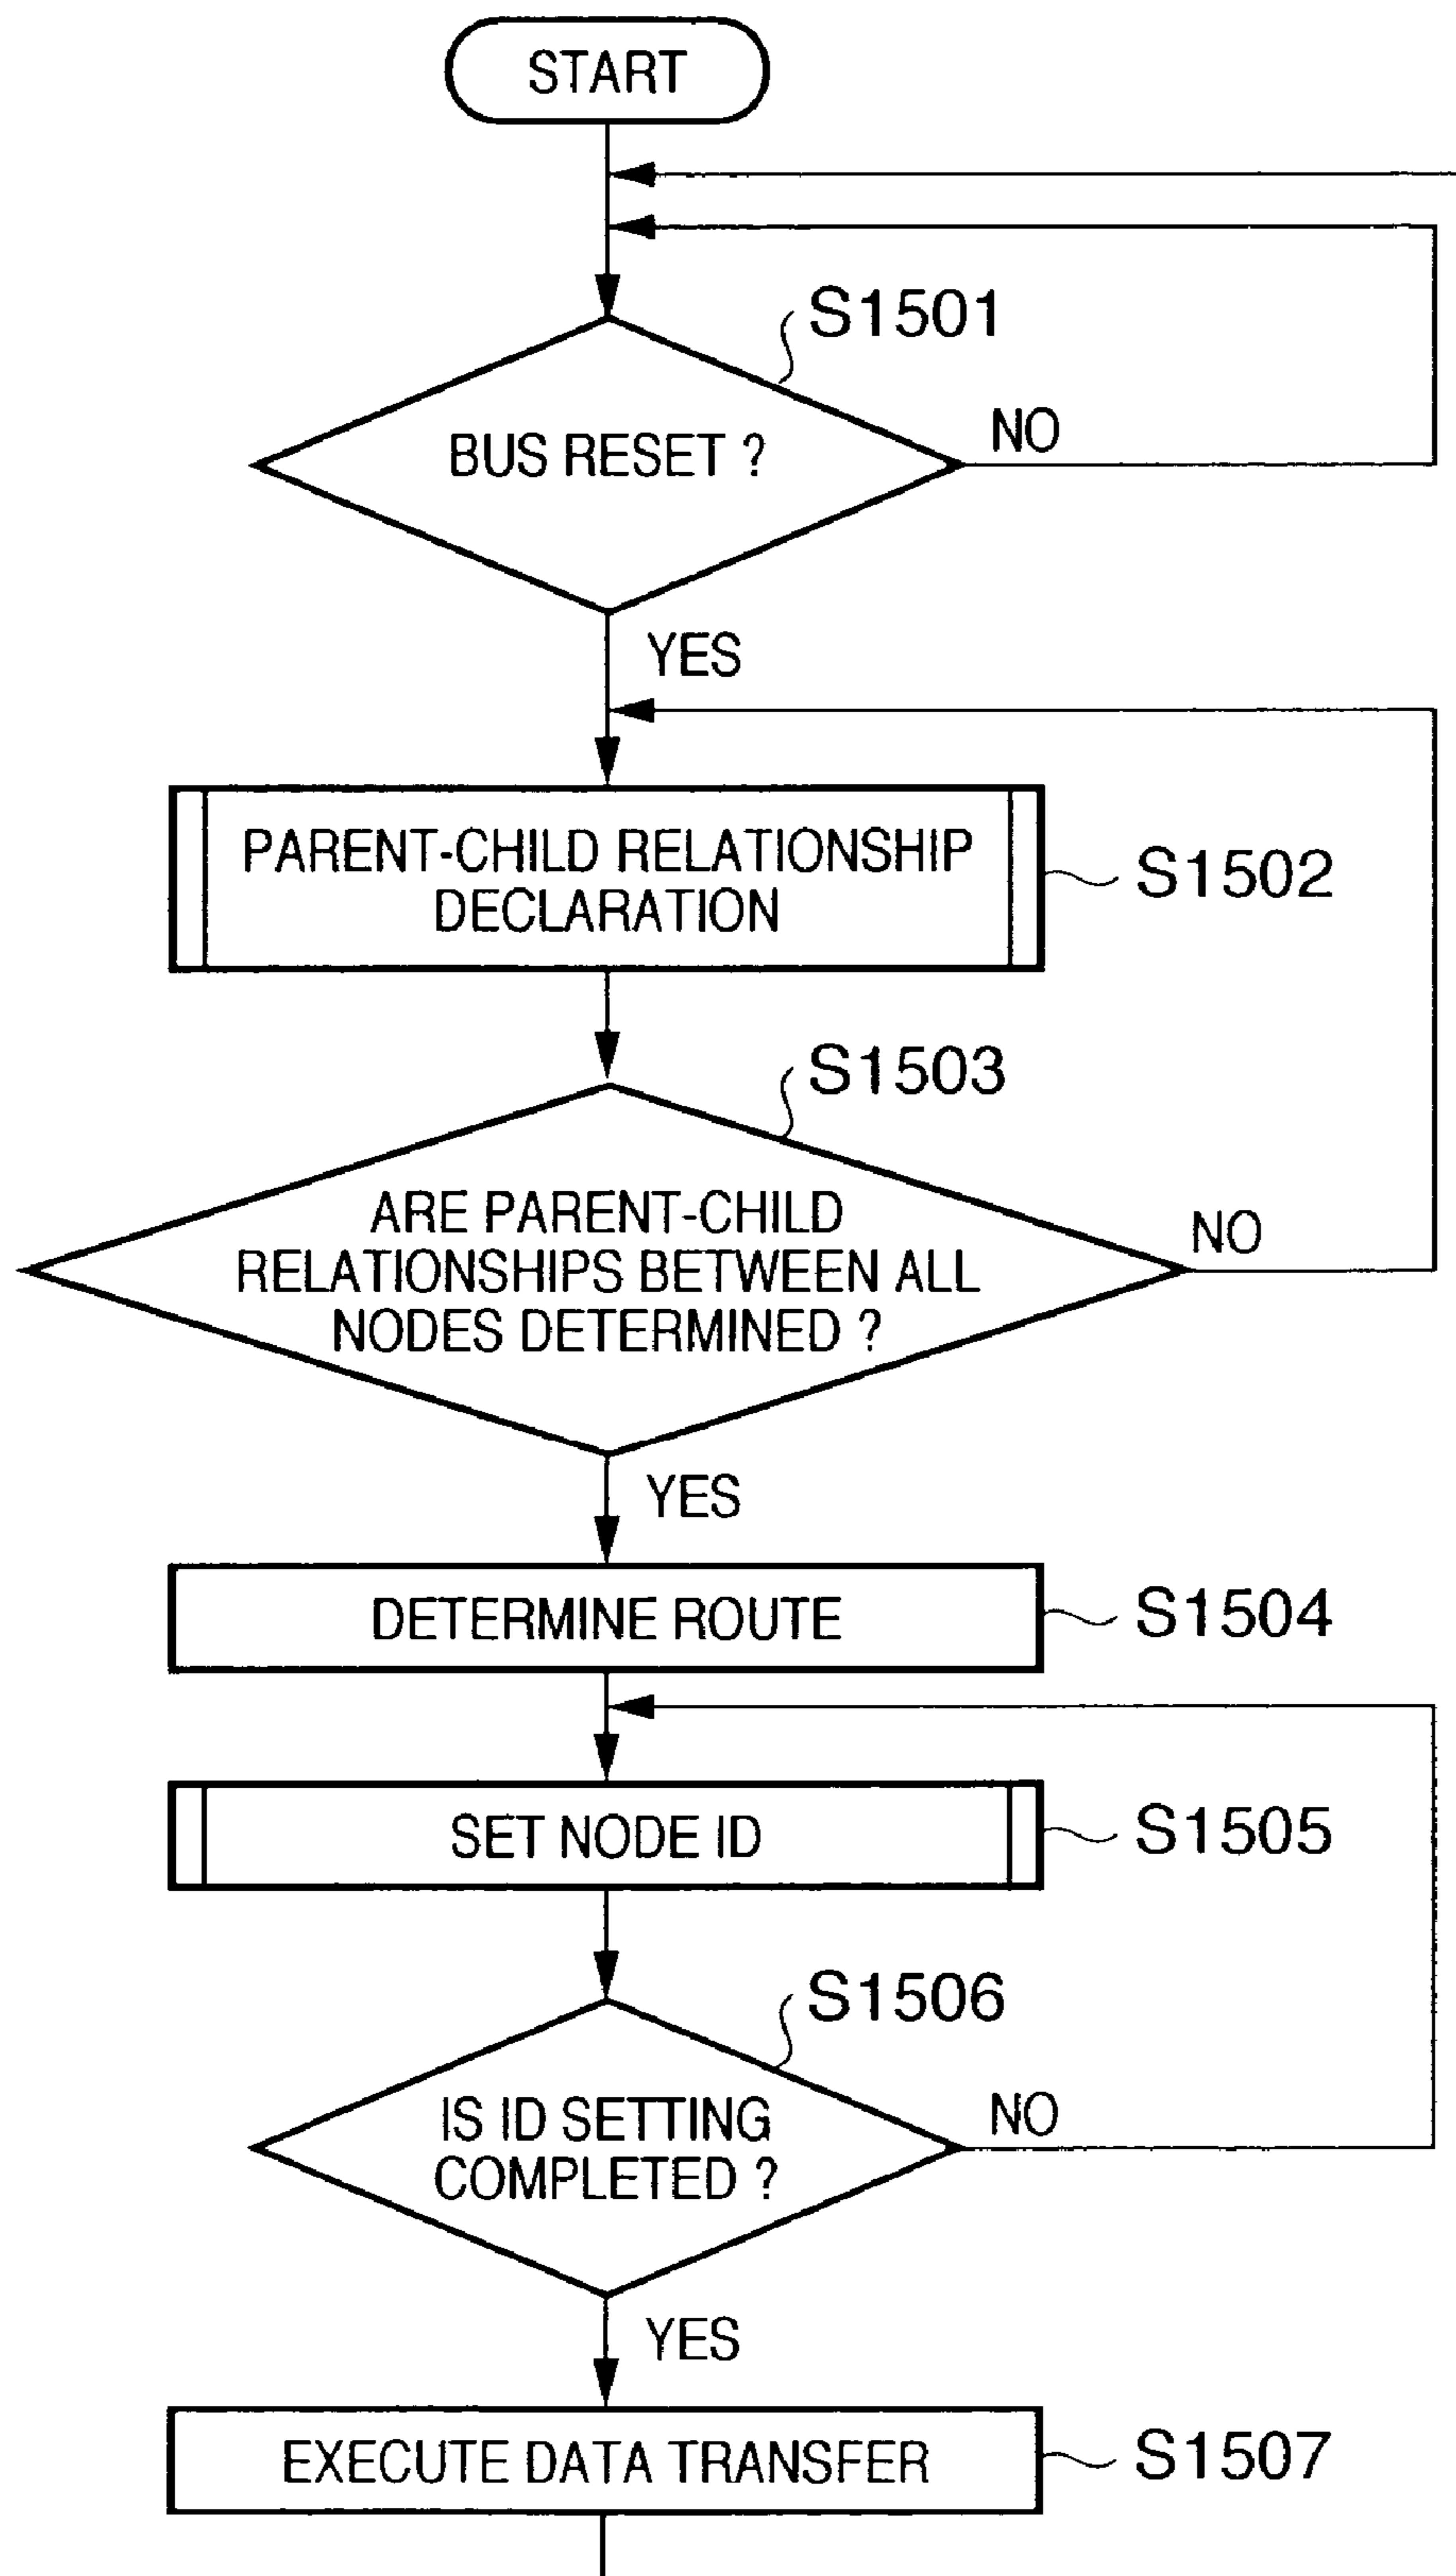 START
S1501
BUS RESET ?
NO
YES
PARENT-CHILD RELATIONSHIP
DECLARATION
S1502
S1503
ARE PARENT-CHILD
RELATIONSHIPS BETWEEN ALL
NODES DETERMINED ?
NO
YES
DETERMINE ROUTE
S1504
SET NODE ID
S1505
S1506
IS ID SETTING
COMPLETED ?
NO
YES
EXECUTE DATA TRANSFER
S1507